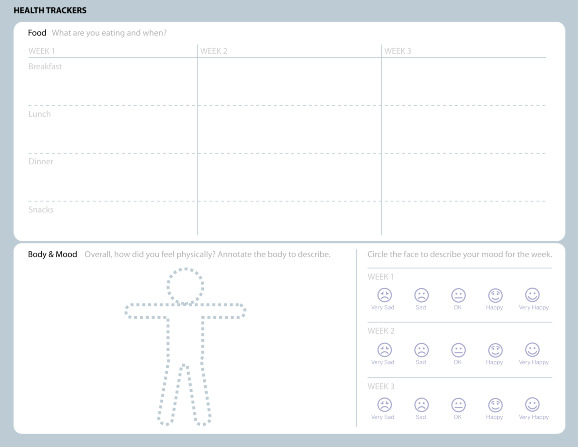 HEALTH TRACKERS
Food What are you eating and when?
WEEK 1 WEEK 2 WEEK 3
Breakfast
Lunch
Dinner
Snacks
Body & Mood Overall, how did you feel physically? Annotate the body to describe.
Circle the face to describe your mood for the week.
WEEK 1
Very Sad Sad OK Happy Very Happy
WEEK 2
Very Sad Sad OK Happy Very Happy
WEEK 3
Very Sad Sad OK Happy Very Happy